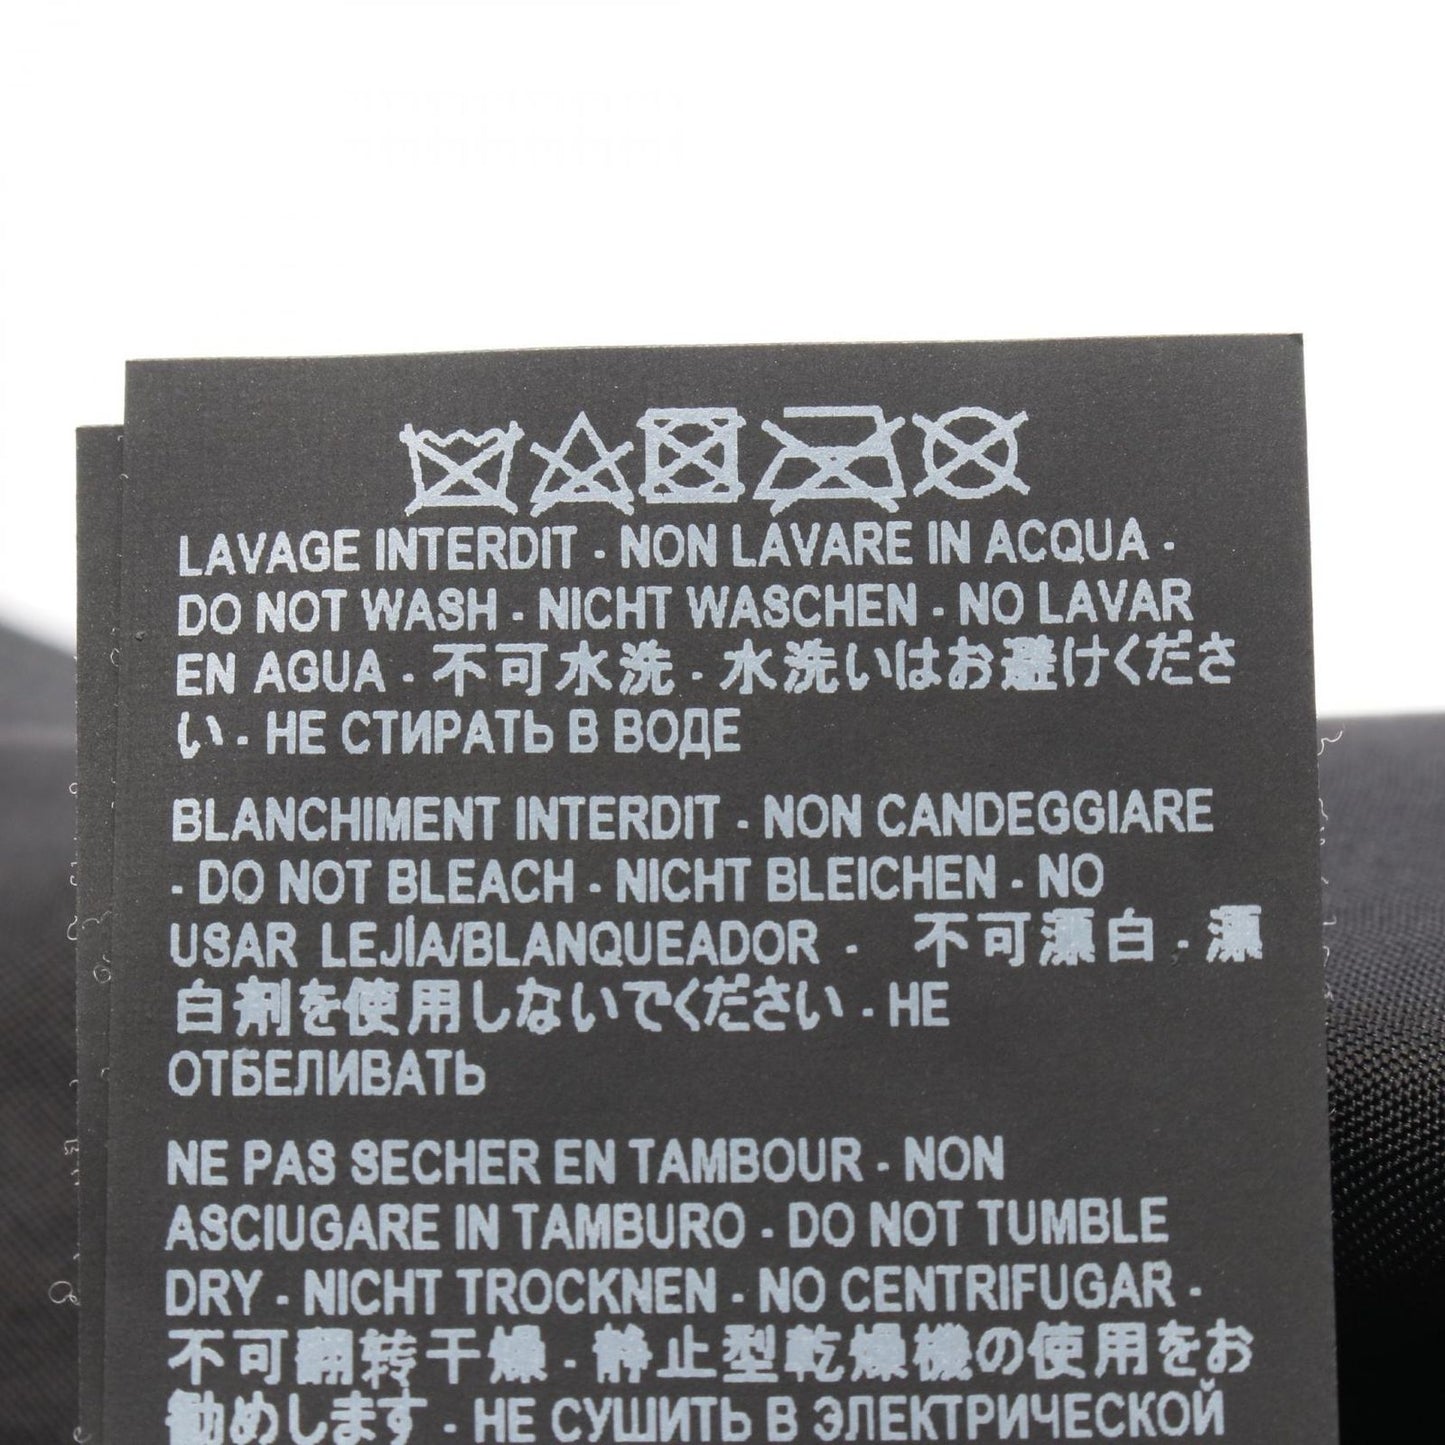 LAVAGE INTERDIT - NON LAVARE IN ACQUA -
DO NOT WASH - NICHT WASCHEN - NO LAVAR
EN AGUA - 不可水洗 - 水洗いはお避けくださ
い - НЕ СТИРАТЬ В ВОДЕ
BLANCHIMENT INTERDIT - NON CANDEGGIARE
- DO NOT BLEACH - NICHT BLEICHEN - NO
USAR LEJÍA/BLANQUEADOR - 不可漂白 - 漂
白剤を使用しないでください - НЕ
ОТБЕЛИВАТЬ
NE PAS SECHER EN TAMBOUR - NON
ASCIUGARE IN TAMBURO - DO NOT TUMBLE
DRY - NICHT TROCKNEN - NO CENTRIFUGAR -
不可翻转干燥 - 静止型乾燥機の使用をお
勧めします - НЕ СУШИТЬ В ЭЛЕКТРИЧЕСКОЙ